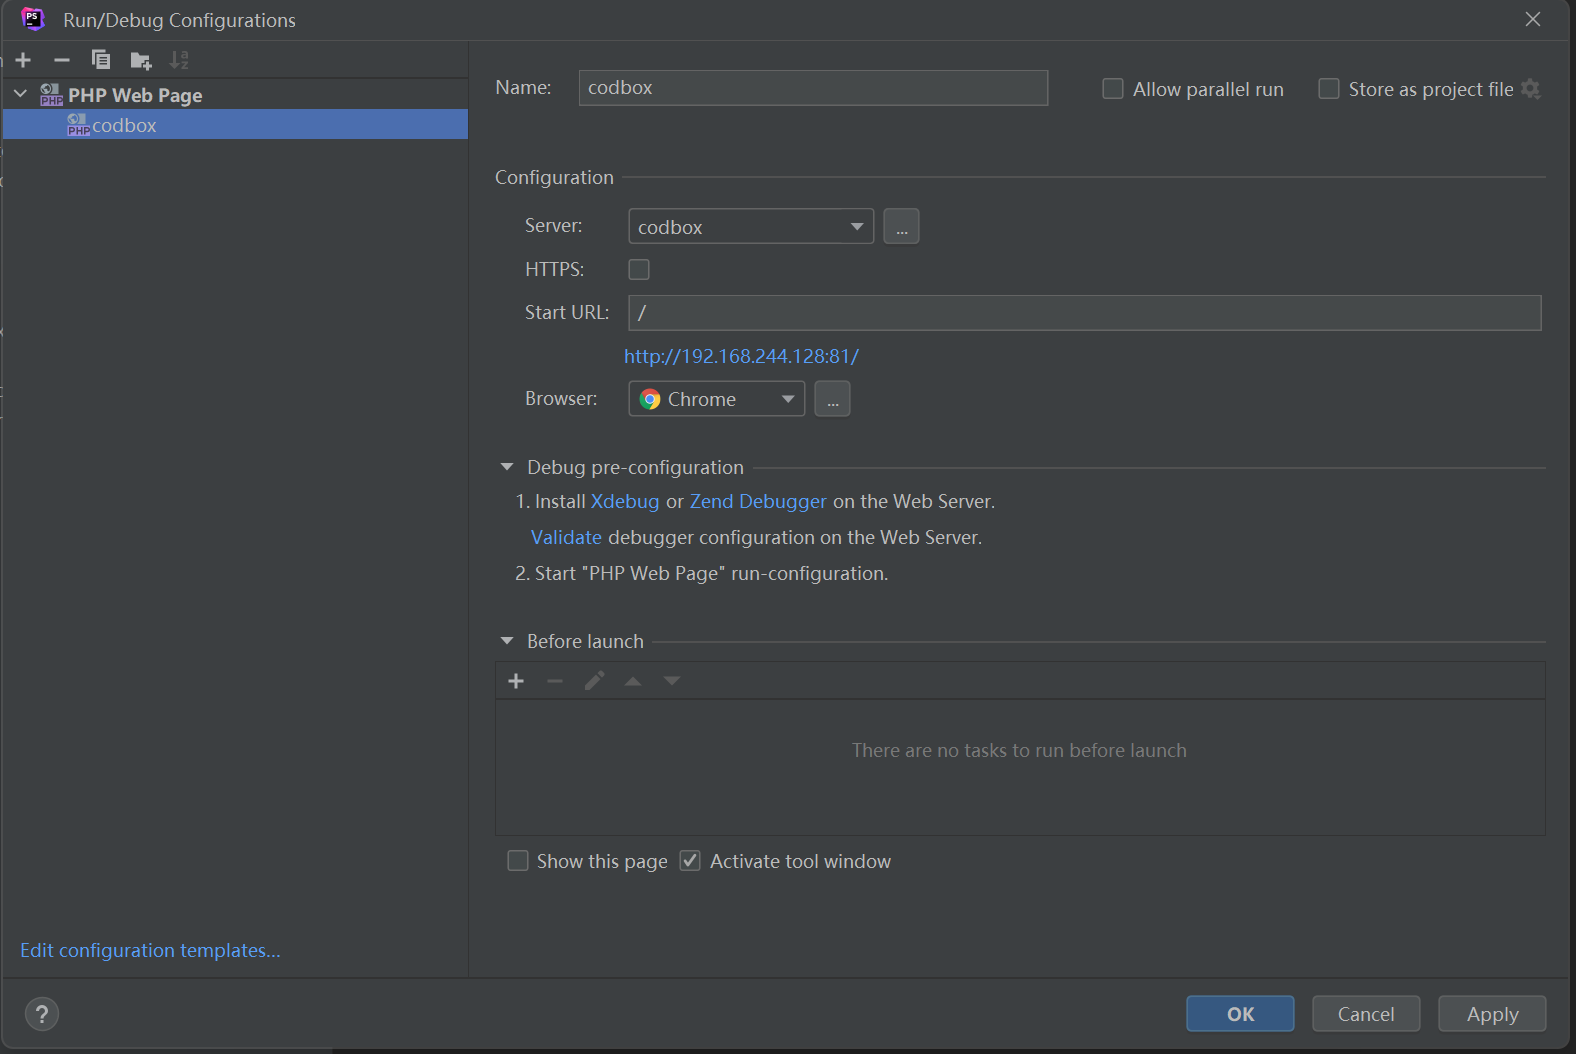 Run/Debug Configurations
PHP Web Page
codbox
Name: codbox
Allow parallel run
Store as project file
Configuration
Server: codbox ...
HTTPS:
Start URL: /
http://192.168.244.128:81/
Browser: Chrome ...
Debug pre-configuration
1. Install Xdebug or Zend Debugger on the Web Server.
Validate debugger configuration on the Web Server.
2. Start "PHP Web Page" run-configuration.
Before launch
There are no tasks to run before launch
Show this page
Activate tool window
Edit configuration templates...
?
OK
Cancel
Apply